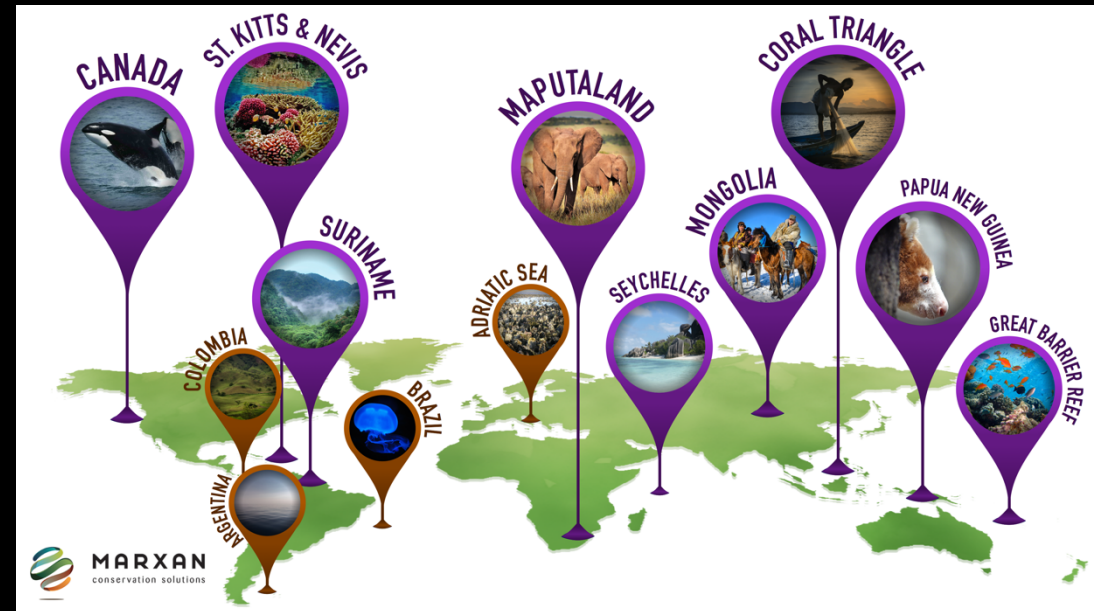 CANADA
ST. KITTS & NEVIS
CORAL TRIANGLE
MAPUTALAND
MONGOLIA
PAPUA NEW GUINEA
SURINAME
ADRIATIC SEA
SEYCHELLES
GREAT BARRIER REEF
COLOMBIA
BRAZIL
ARGENTINA
MARXAN
conservation solutions